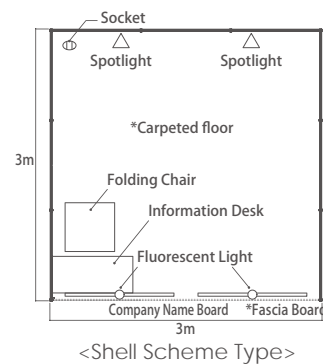 Socket
Spotlight Spotlight
*Carpeted floor
3m
Folding Chair
Information Desk
Fluorescent Light
Company Name Board *Fascia Board
3m
<Shell Scheme Type>